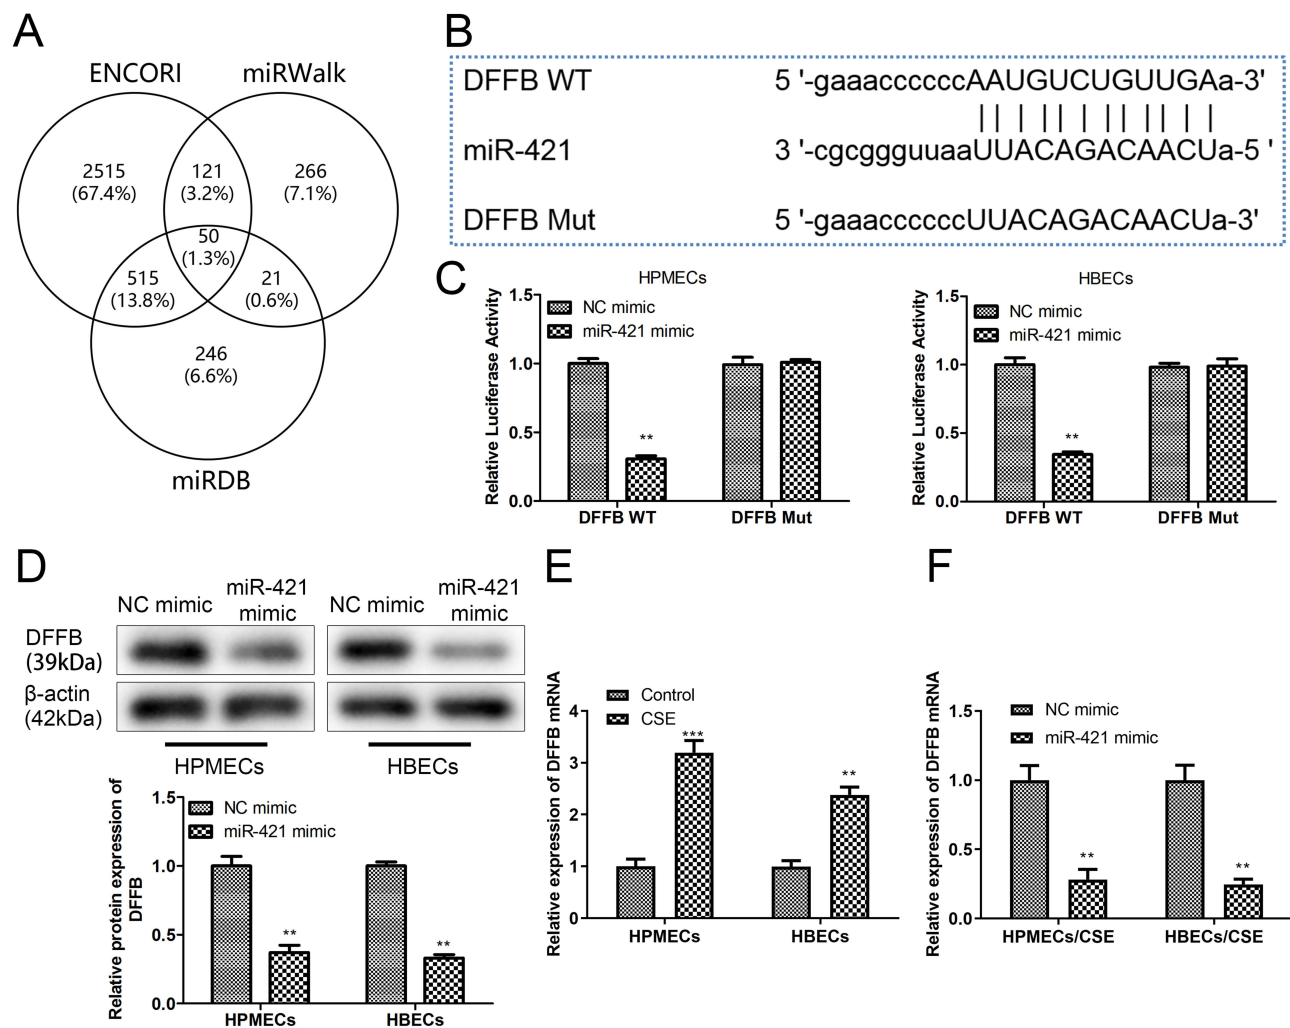 A
ENCORI
miRWalk
2515
(67.4%)
121
(3.2%)
266
(7.1%)
50
(1.3%)
515
(13.8%)
21
(0.6%)
246
(6.6%)
miRDB
B
DFFB WT 5 '-gaaaccccccAAUGUCUGUUGAa-3'
miR-421 3 '-cgcggguuaaUUACAGACAACUa-5 '
DFFB Mut 5 '-gaaaccccccUUACAGACAACUa-3'
C
HPMECs
NC mimic
miR-421 mimic
Relative Luciferase Activity
1.5
1.0
0.5
0.0
**
DFFB WT
DFFB Mut
HBECs
NC mimic
miR-421 mimic
Relative Luciferase Activity
1.5
1.0
0.5
0.0
**
DFFB WT
DFFB Mut
D
NC mimic
miR-421
mimic
NC mimic
miR-421
mimic
DFFB
(39kDa)
β-actin
(42kDa)
HPMECs
HBECs
NC mimic
miR-421 mimic
Relative protein expression of
DFFB
1.5
1.0
0.5
0.0
**
**
HPMECs
HBECs
E
Control
CSE
Relative expression of DFFB mRNA
4
3
2
1
0
***
**
HPMECs
HBECs
F
NC mimic
miR-421 mimic
Relative expression of DFFB mRNA
1.5
1.0
0.5
0.0
**
**
HPMECs/CSE
HBECs/CSE